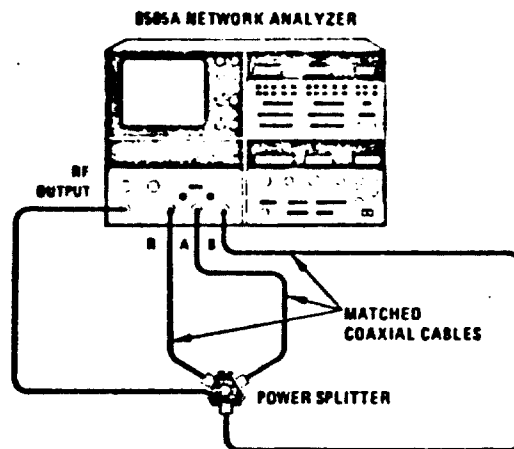 8505A NETWORK ANALYZER
RF
OUTPUT
R A B
MATCHED
COAXIAL CABLES
POWER SPLITTER